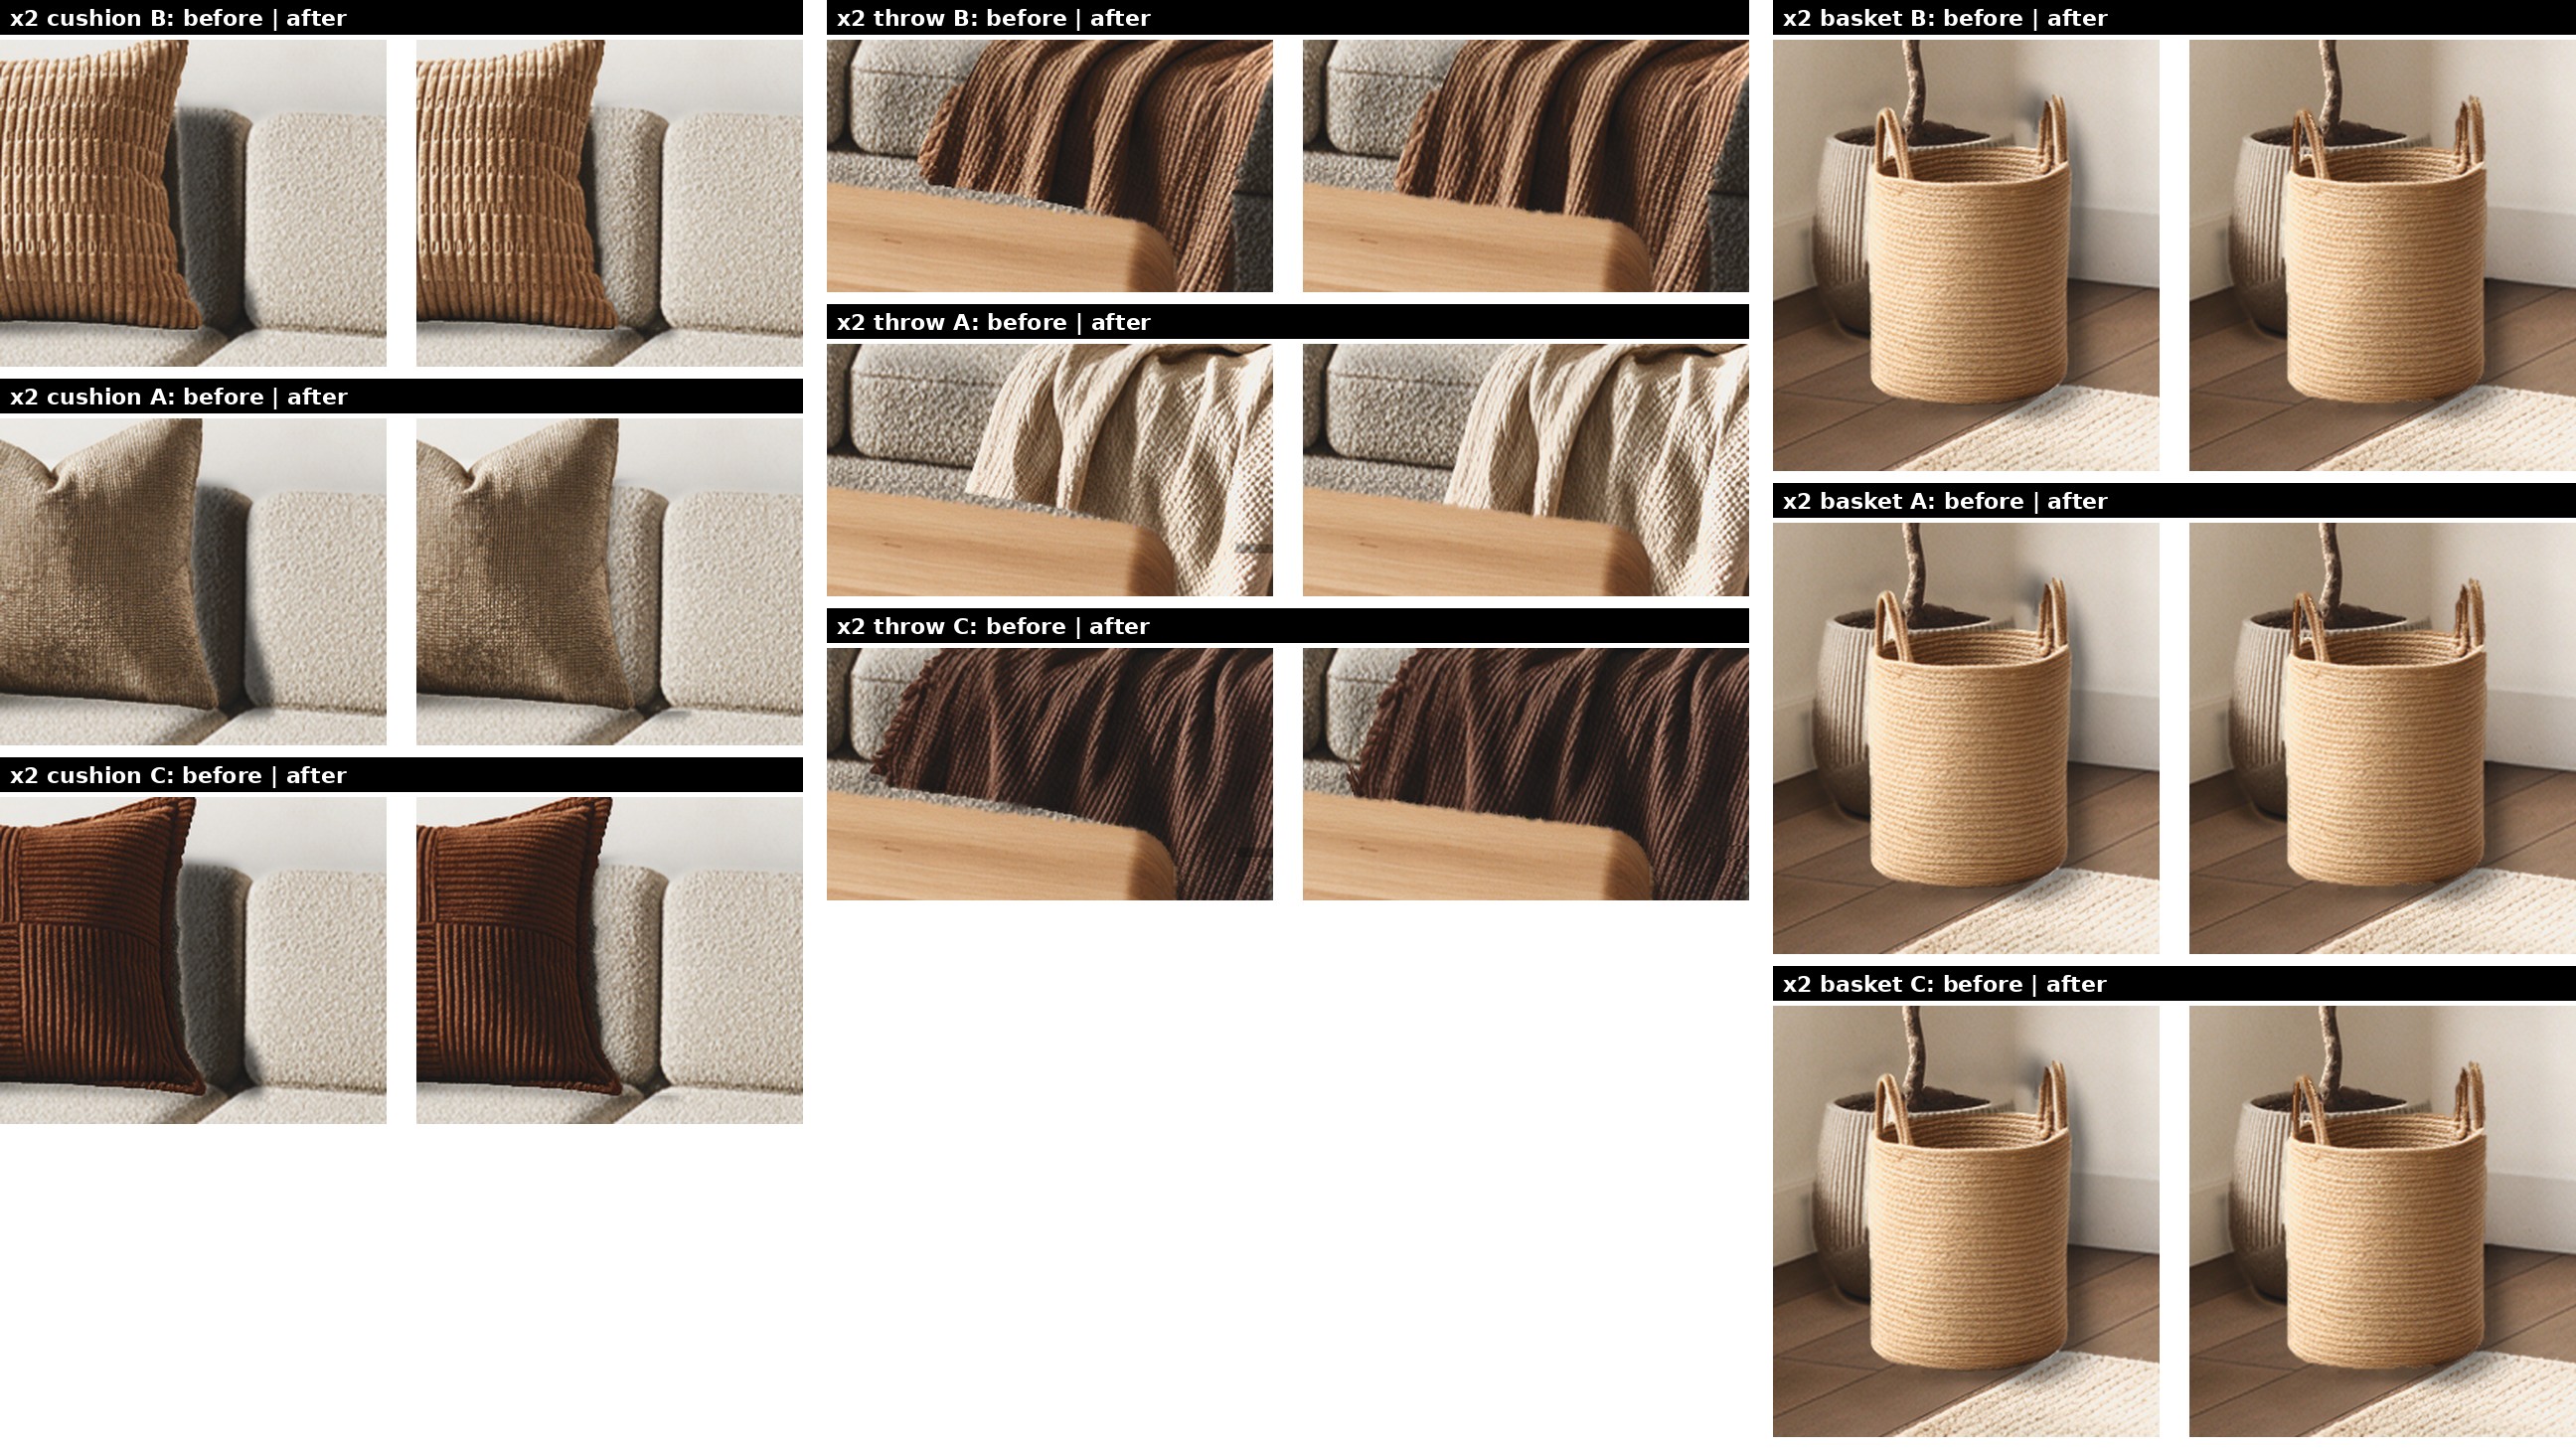 x2 cushion B: before | after
x2 cushion A: before | after
x2 cushion C: before | after
x2 throw B: before | after
x2 throw A: before | after
x2 throw C: before | after
x2 basket B: before | after
x2 basket A: before | after
x2 basket C: before | after